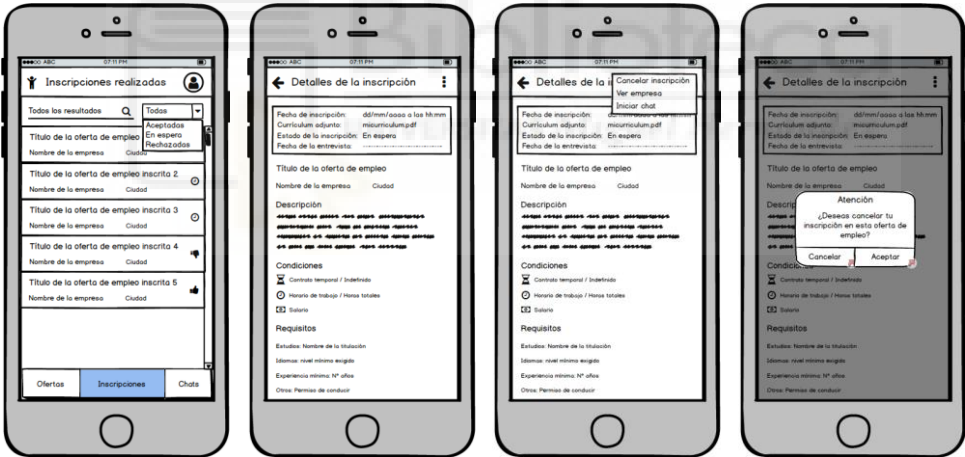 ABC 07:11 PM
Inscripciones realizadas
Todos los resultados Todas
Aceptadas
En espera
Rechazadas
Título de la oferta de empleo
Nombre de la empresa Ciudad
Título de la oferta de empleo inscrita 2
Nombre de la empresa Ciudad
Título de la oferta de empleo inscrita 3
Nombre de la empresa Ciudad
Título de la oferta de empleo inscrita 4
Nombre de la empresa Ciudad
Título de la oferta de empleo inscrita 5
Nombre de la empresa Ciudad
Ofertas Inscripciones Chats
ABC 07:11 PM
Detalles de la inscripción
Fecha de inscripción: dd/mm/aaaa a las hh:mm
Currículum adjunto: micurriculum.pdf
Estado de la inscripción: En espera
Fecha de la entrevista:
Título de la oferta de empleo
Nombre de la empresa Ciudad
Descripción
Condiciones
Contrato temporal / Indefinido
Horario de trabajo / Horas totales
Salario
Requisitos
Estudios: Nombre de la titulación
Idiomas: nivel mínimo exigido
Experiencia mínima: Nº años
Otros: Permiso de conducir
ABC 07:11 PM
Detalles de la i
Cancelar inscripción
Ver empresa
Iniciar chat
Fecha de inscripción: dd/mm/aaaa a las hh:mm
Currículum adjunto: micurriculum.pdf
Estado de la inscripción: En espera
Fecha de la entrevista:
Título de la oferta de empleo
Nombre de la empresa Ciudad
Descripción
Condiciones
Contrato temporal / Indefinido
Horario de trabajo / Horas totales
Salario
Requisitos
Estudios: Nombre de la titulación
Idiomas: nivel mínimo exigido
Experiencia mínima: Nº años
Otros: Permiso de conducir
ABC 07:11 PM
Detalles de la inscripción
Fecha de inscripción: dd/mm/aaaa a las hh:mm
Currículum adjunto: micurriculum.pdf
Estado de la inscripción: En espera
Fecha de la entrevista:
Título de la oferta de empleo
Nombre de la empresa Ciudad
Descrip
Atención
¿Deseas cancelar tu
inscripción en esta oferta de
empleo?
Cancelar Aceptar
Condic
Contrato temporal / Indefinido
Horario de trabajo / Horas totales
Salario
Requisitos
Estudios: Nombre de la titulación
Idiomas: nivel mínimo exigido
Experiencia mínima: Nº años
Otros: Permiso de conducir
Biblioteca